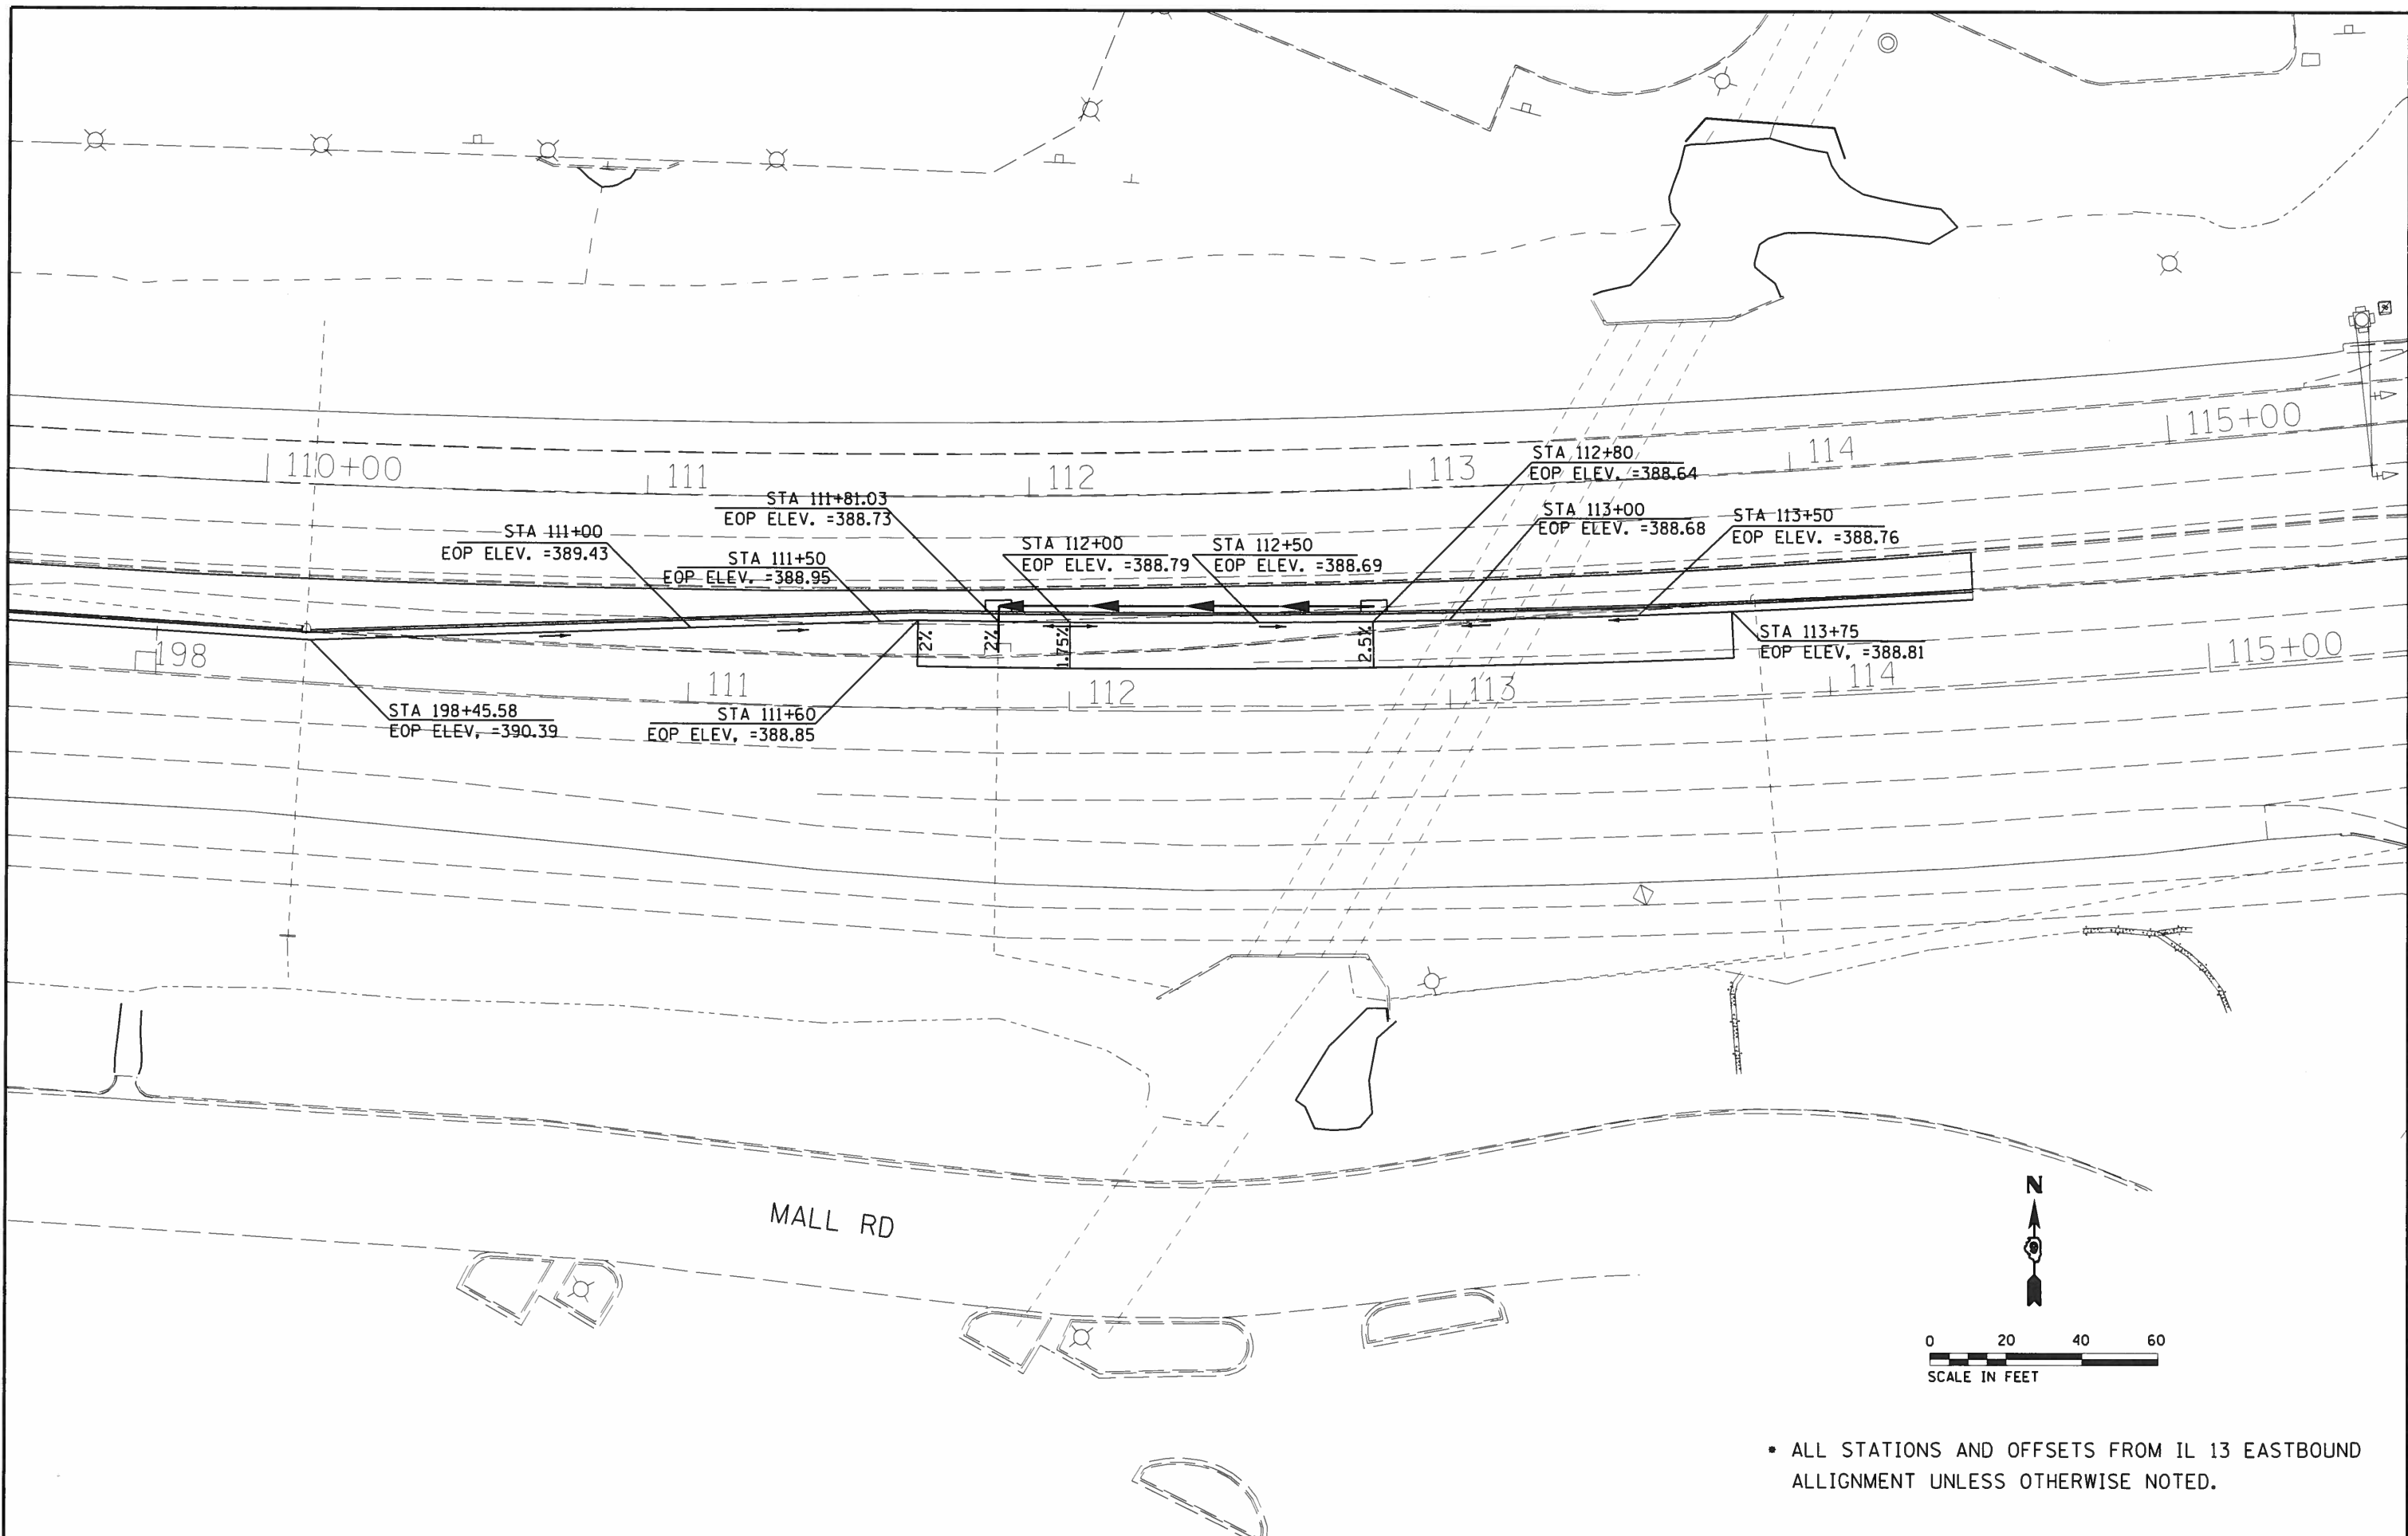 115+00
110+00
111
112
113
114
STA 112+80
EOP ELEV. =388.64
STA 111+81.03
EOP ELEV. =388.73
STA 113+00
EOP ELEV. =388.68
STA 113+50
EOP ELEV. =388.76
STA 111+00
EOP ELEV. =389.43
STA 111+50
EOP ELEV. =388.95
STA 112+00
EOP ELEV. =388.79
STA 112+50
EOP ELEV. =388.69
2%
2%
1.75%
2.5%
STA 113+75
EOP ELEV. =388.81
198
115+00
111
112
113
114
STA 198+45.58
EOP ELEV. =390.39
STA 111+60
EOP ELEV. =388.85
MALL RD
N
0 20 40 60
SCALE IN FEET
• ALL STATIONS AND OFFSETS FROM IL 13 EASTBOUND
ALLIGNMENT UNLESS OTHERWISE NOTED.